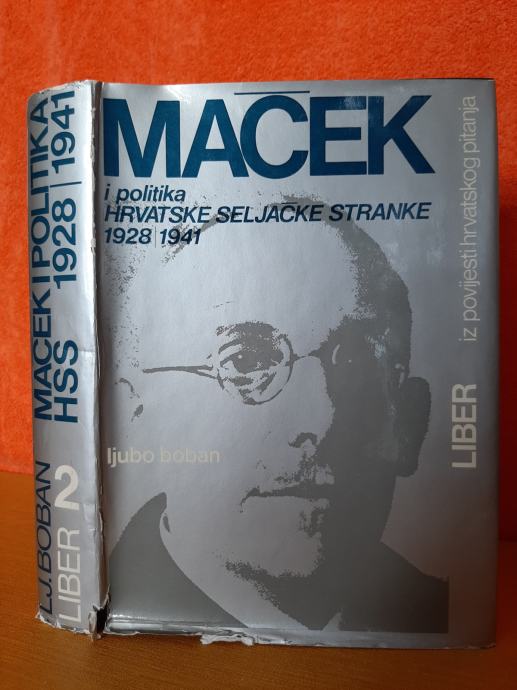 MAČEK
i politika
HRVATSKE SELJAČKE STRANKE
1928|1941
ljubo boban
LIBER iz povijesti hrvatskog pitanja
LJ.BOBAN MAČEK I POLITIKA
HSS 1928|1941
LIBER 2